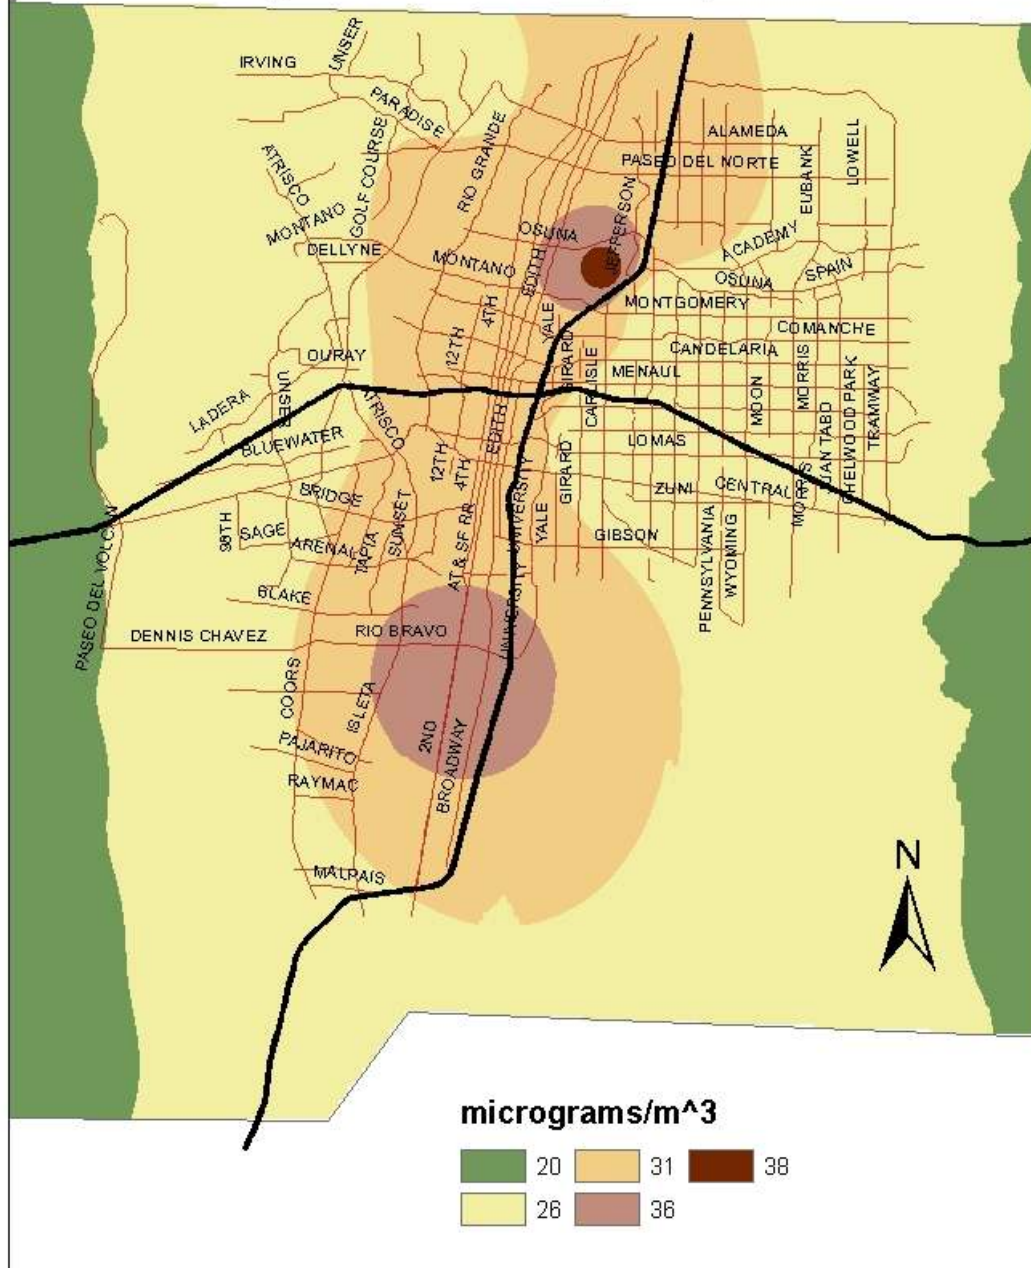 IRVING
UNSER
PARADISE
ALAMEDA
LOWELL
RIO GRANDE
PASEO DEL NORTE
EUBANK
ATRISCO
GOLF COURSE
JEFFERSON
MONTANO
OSUNA
ACADEMY
DELLYNE
MONTANO
EDITH
OSUNA
SPAIN
4TH
YALE
MONTGOMERY
COMANCHE
12TH
OURAY
GIRARD
CARLISLE
CANDELARIA
MENAUL
MOON
MORRIS
CHELWOOD PARK
TRAMWAY
LADERA
UNSER
ATRISCO
EDITH
JUAN TABO
BLUEWATER
LOMAS
12TH
4TH
GIRARD
BRIDGE
ZUNI
CENTRAL
MORRIS
98TH
SAGE
SUNSET
UNIVERSITY
YALE
GIBSON
ARENAL
TAPIA
AT & SF RR
PENNSYLVANIA
WYOMING
PASEO DEL VOLCAN
BLAKE
UNIVERSITY
DENNIS CHAVEZ
RIO BRAVO
COORS
ISLETA
PAJARITO
2ND
BROADWAY
RAYMAC
MALPAIS
N
micrograms/m^3
20 31 38
26 36